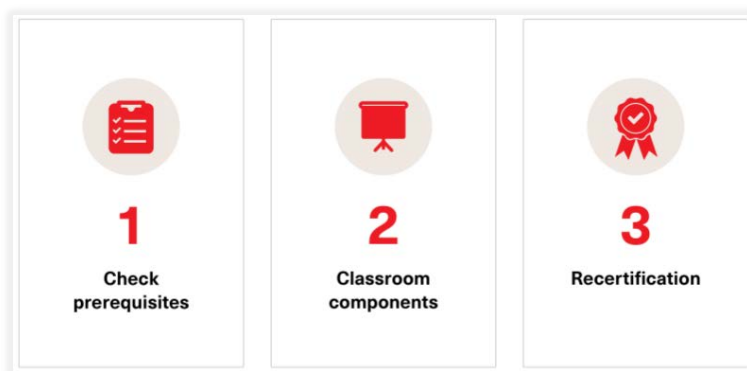 1
Check
prerequisites
2
Classroom
components
3
Recertification